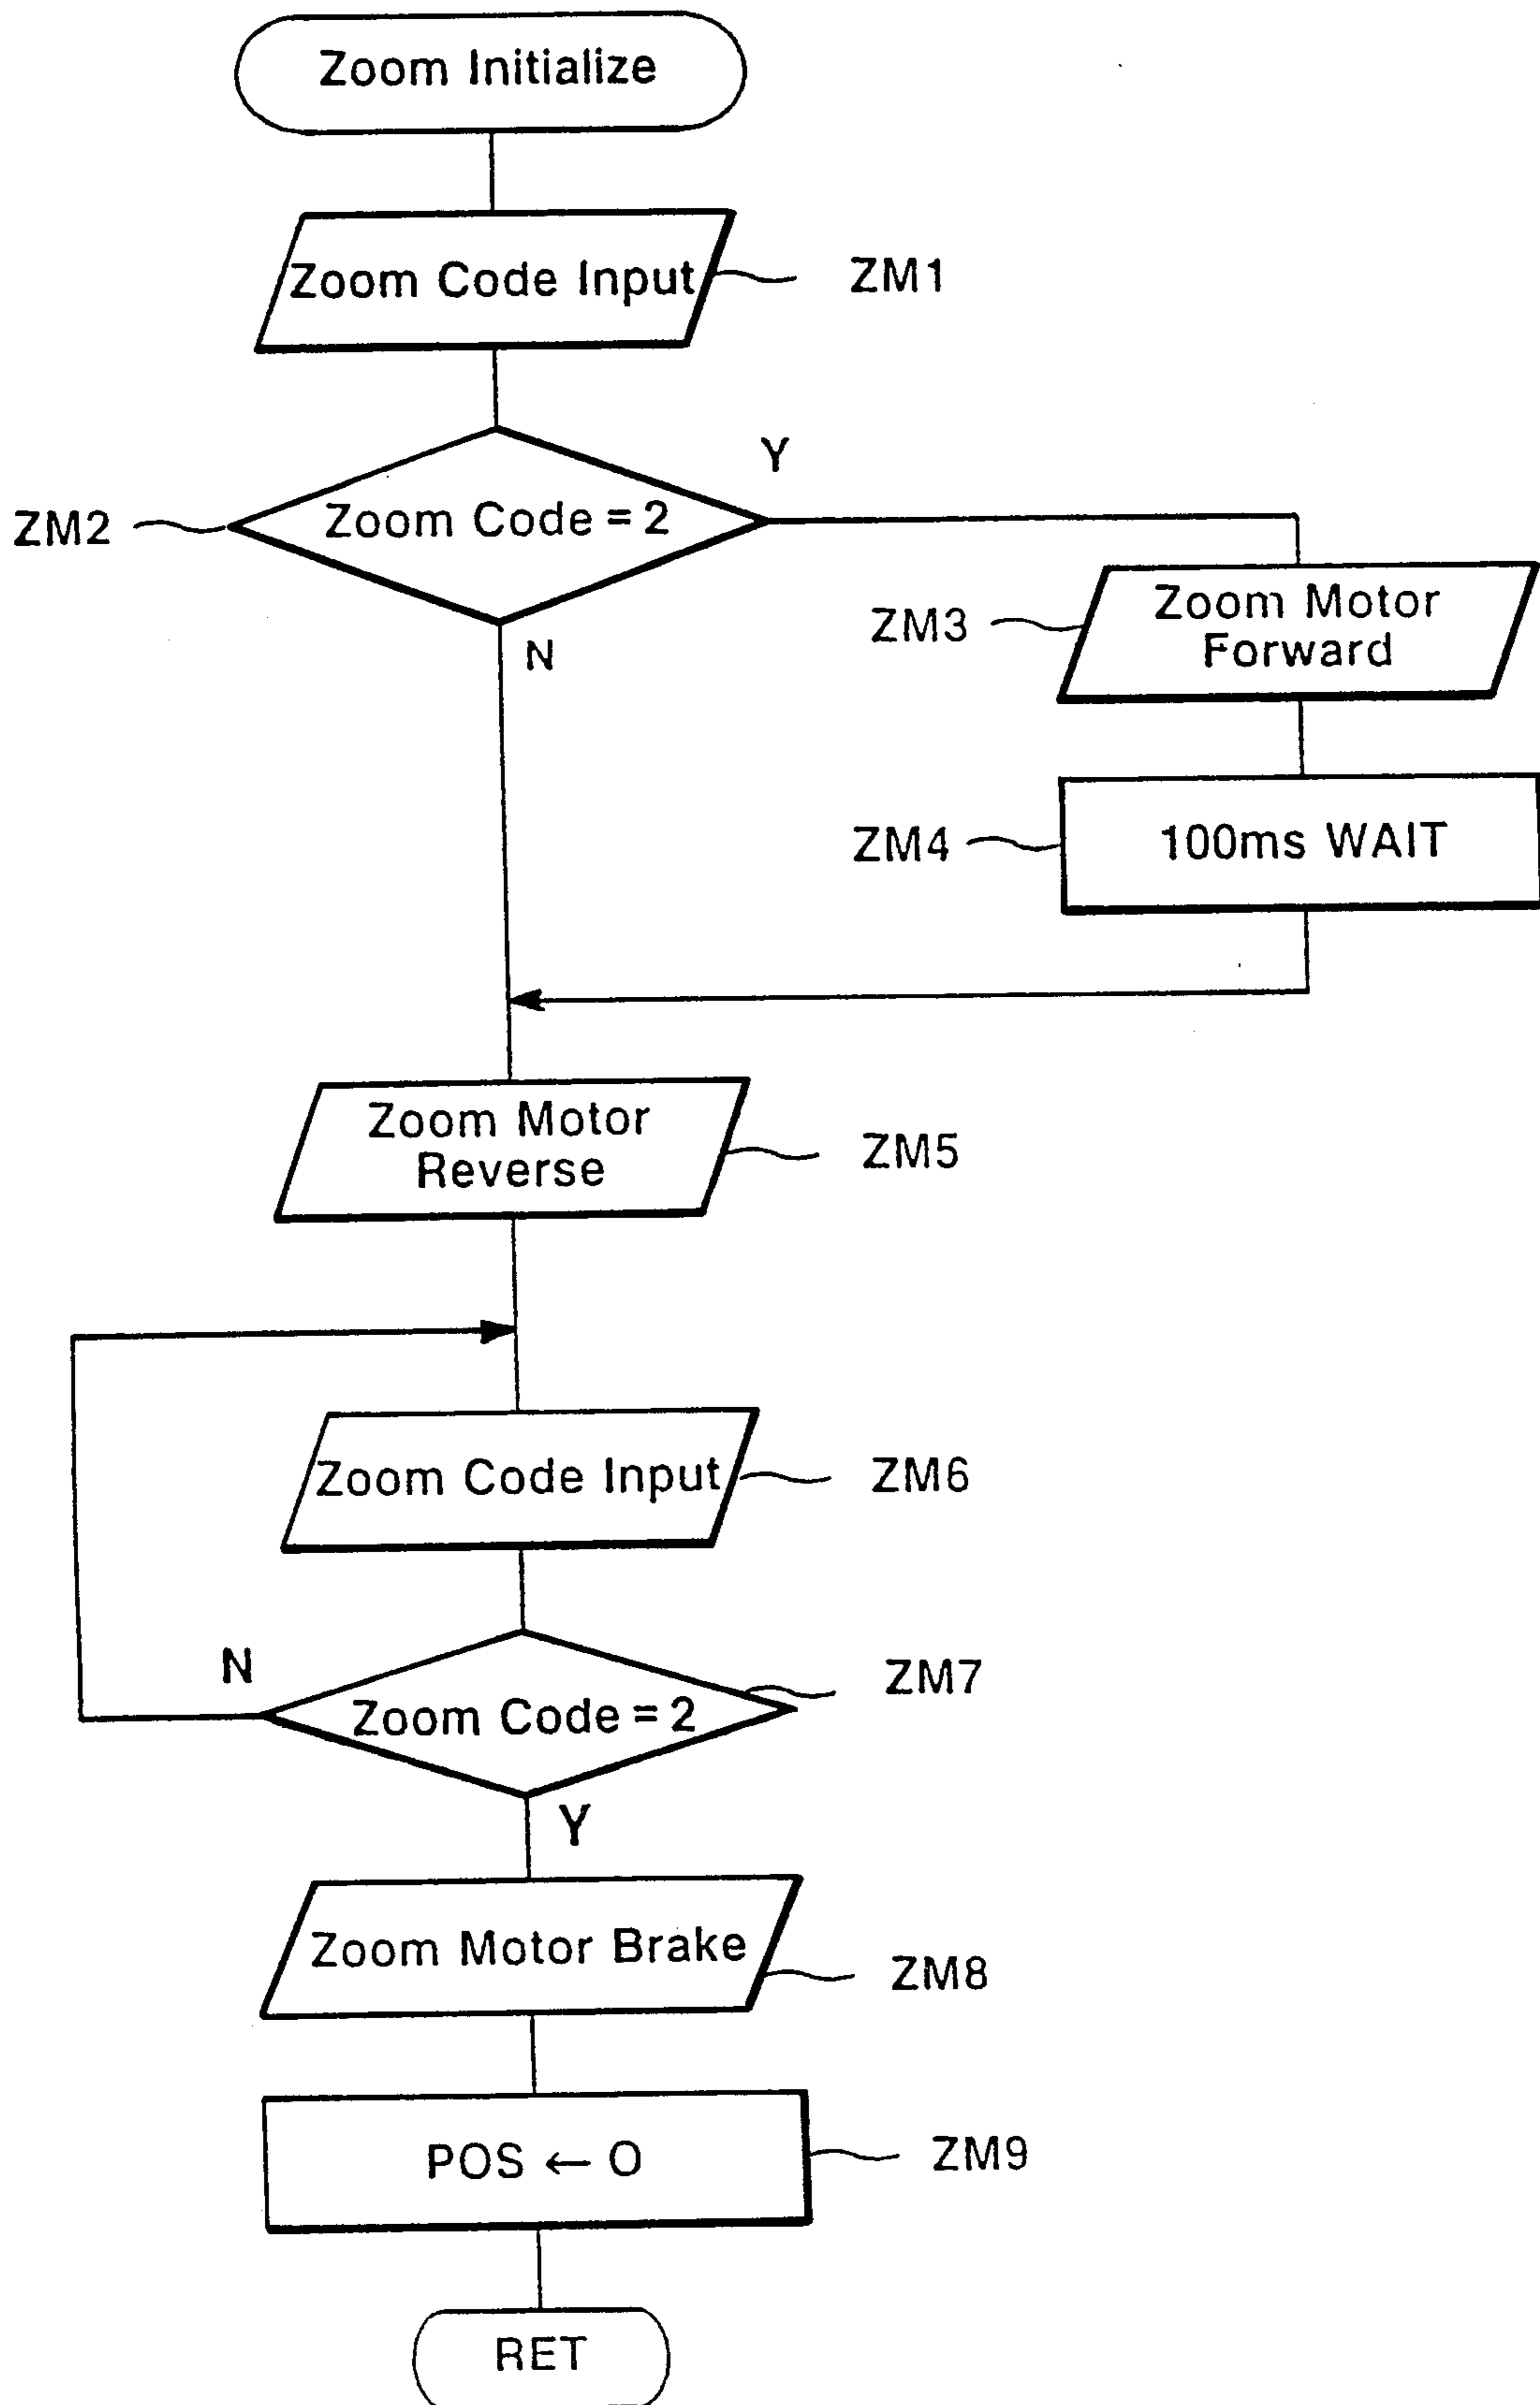 Zoom Initialize
Zoom Code Input
ZM1
Y
ZM2
Zoom Code = 2
N
ZM3
Zoom Motor
Forward
ZM4
100ms WAIT
Zoom Motor
Reverse
ZM5
Zoom Code Input
ZM6
N
ZM7
Zoom Code = 2
Y
Zoom Motor Brake
ZM8
POS ← O
ZM9
RET